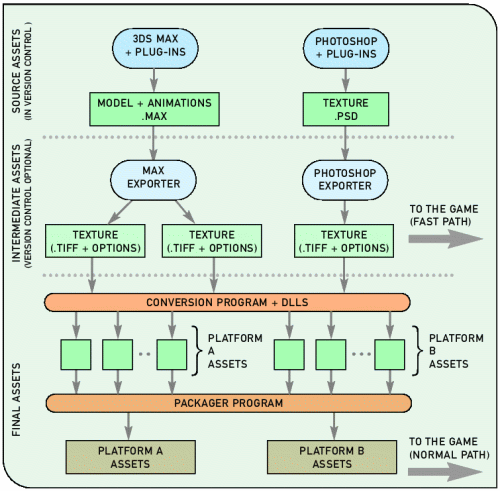 SOURCE ASSETS
(IN VERSION CONTROL)
3DS MAX
+ PLUG-INS
PHOTOSHOP
+ PLUG-INS
MODEL + ANIMATIONS
.MAX
TEXTURE
.PSD
INTERMEDIATE ASSETS
(VERSION CONTROL OPTIONAL)
MAX
EXPORTER
PHOTOSHOP
EXPORTER
TO THE GAME
(FAST PATH)
TEXTURE
(.TIFF + OPTIONS)
TEXTURE
(.TIFF + OPTIONS)
TEXTURE
(.TIFF + OPTIONS)
FINAL ASSETS
CONVERSION PROGRAM + DLLS
PLATFORM
A
ASSETS
PLATFORM
B
ASSETS
PACKAGER PROGRAM
PLATFORM A
ASSETS
PLATFORM B
ASSETS
TO THE GAME
(NORMAL PATH)